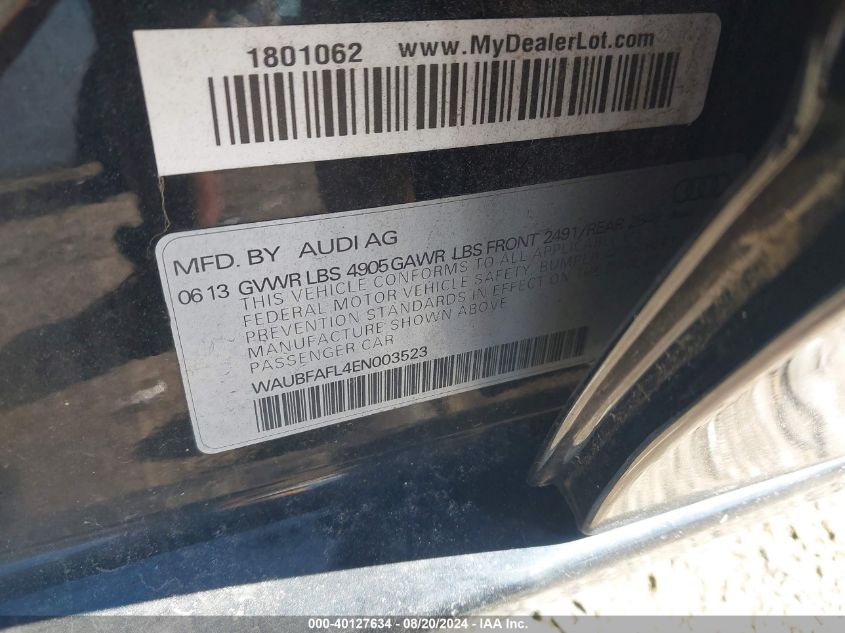 1801062 www.MyDealerLot.com
MFD. BY AUDI AG
06 13 GVWR LBS 4905 GAWR LBS FRONT 2491/REAR
THIS VEHICLE CONFORMS TO ALL APPLICABLE
FEDERAL MOTOR VEHICLE SAFETY, BUMPER
PREVENTION STANDARDS IN EFFECT ON THE
MANUFACTURE SHOWN ABOVE
PASSENGER CAR
WAUBFAFL4EN003523
000-40127634 - 08/20/2024 - IAA Inc.